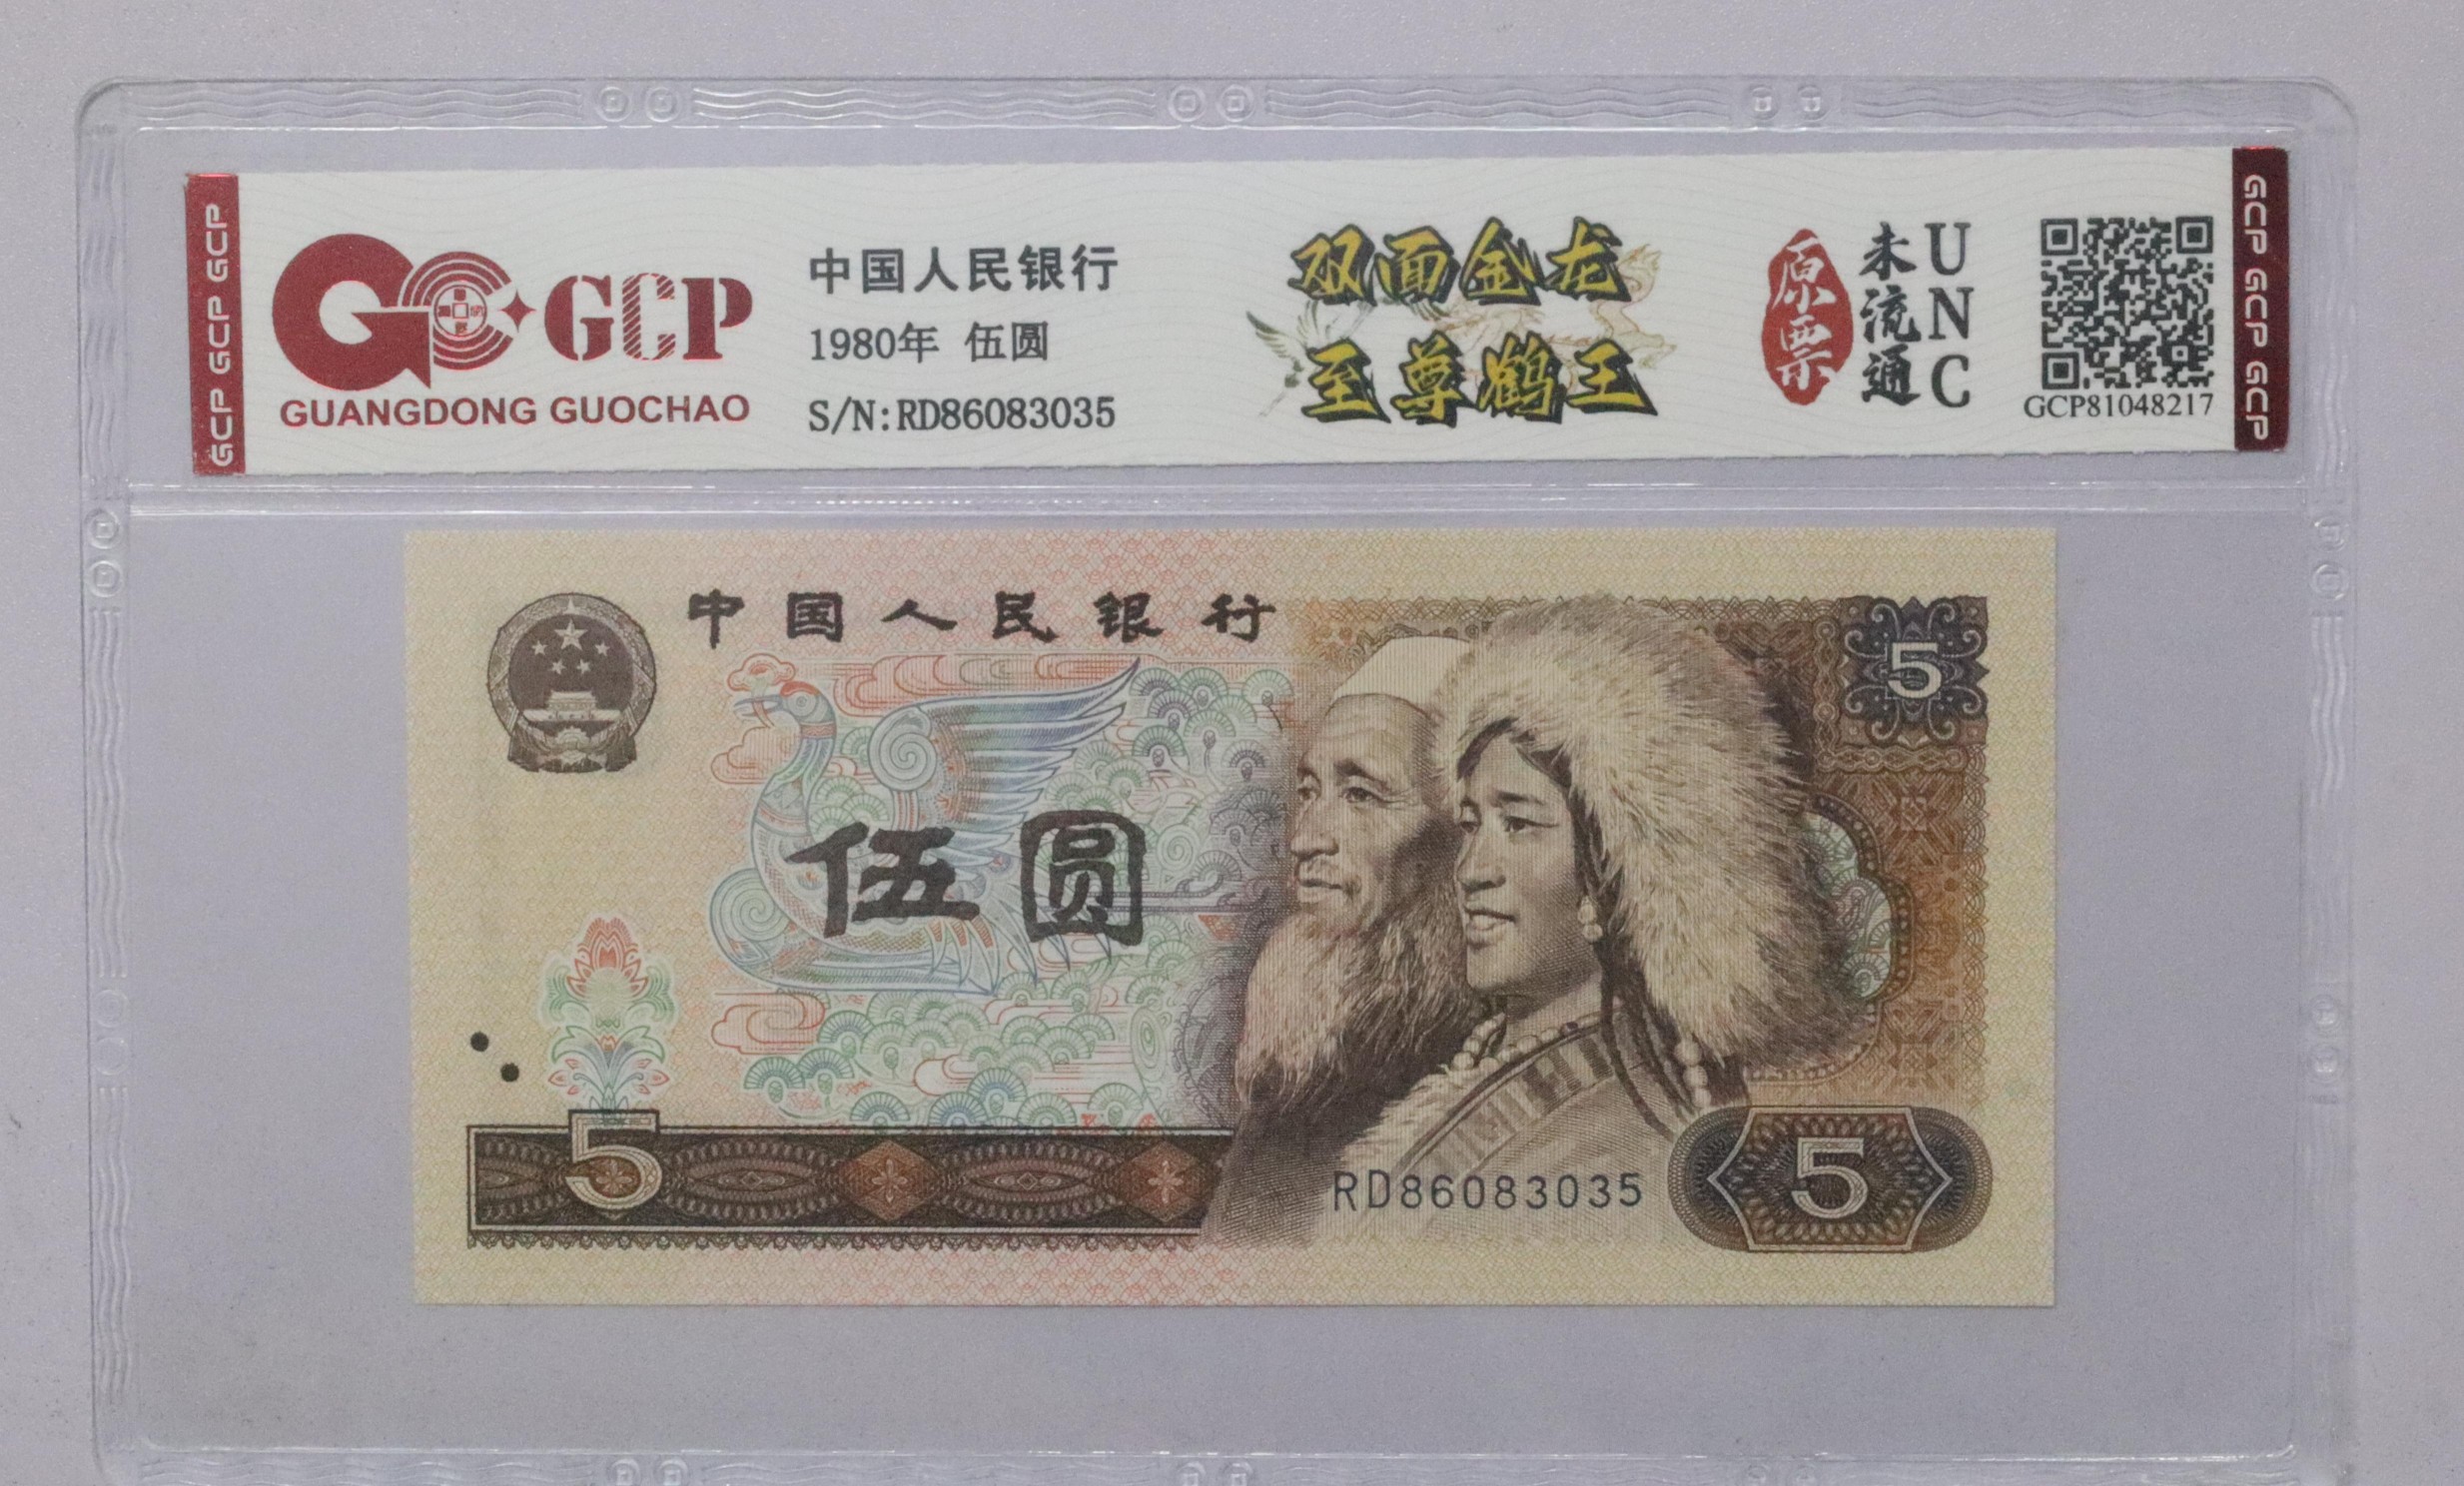 GCP GCP GCP
GCP
GUANGDONG GUOCHAO
中国人民银行
1980年 伍圆
S/N:RD86083035
双面金龙
至尊鹤王
原票
未流通
UNC
GCP81048217
GCP GCP GCP
中国人民银行
5
伍圆
5
RD86083035
5